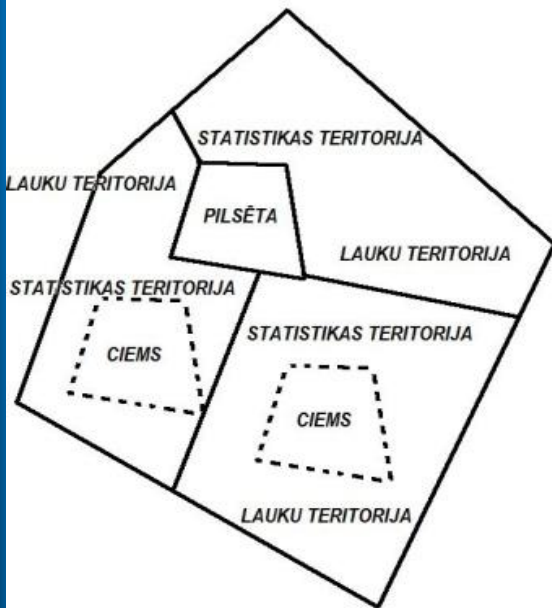 STATISTIKAS TERITORIJA
LAUKU TERITORIJA
PILSĒTA
LAUKU TERITORIJA
STATISTIKAS TERITORIJA
STATISTIKAS TERITORIJA
CIEMS
CIEMS
LAUKU TERITORIJA